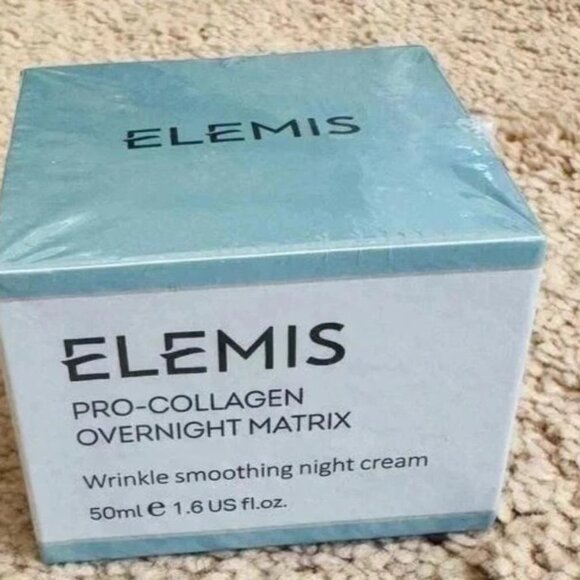 ELEMIS
ELEMIS
PRO-COLLAGEN
OVERNIGHT MATRIX
Wrinkle smoothing night cream
50ml ℮ 1.6 US fl.oz.